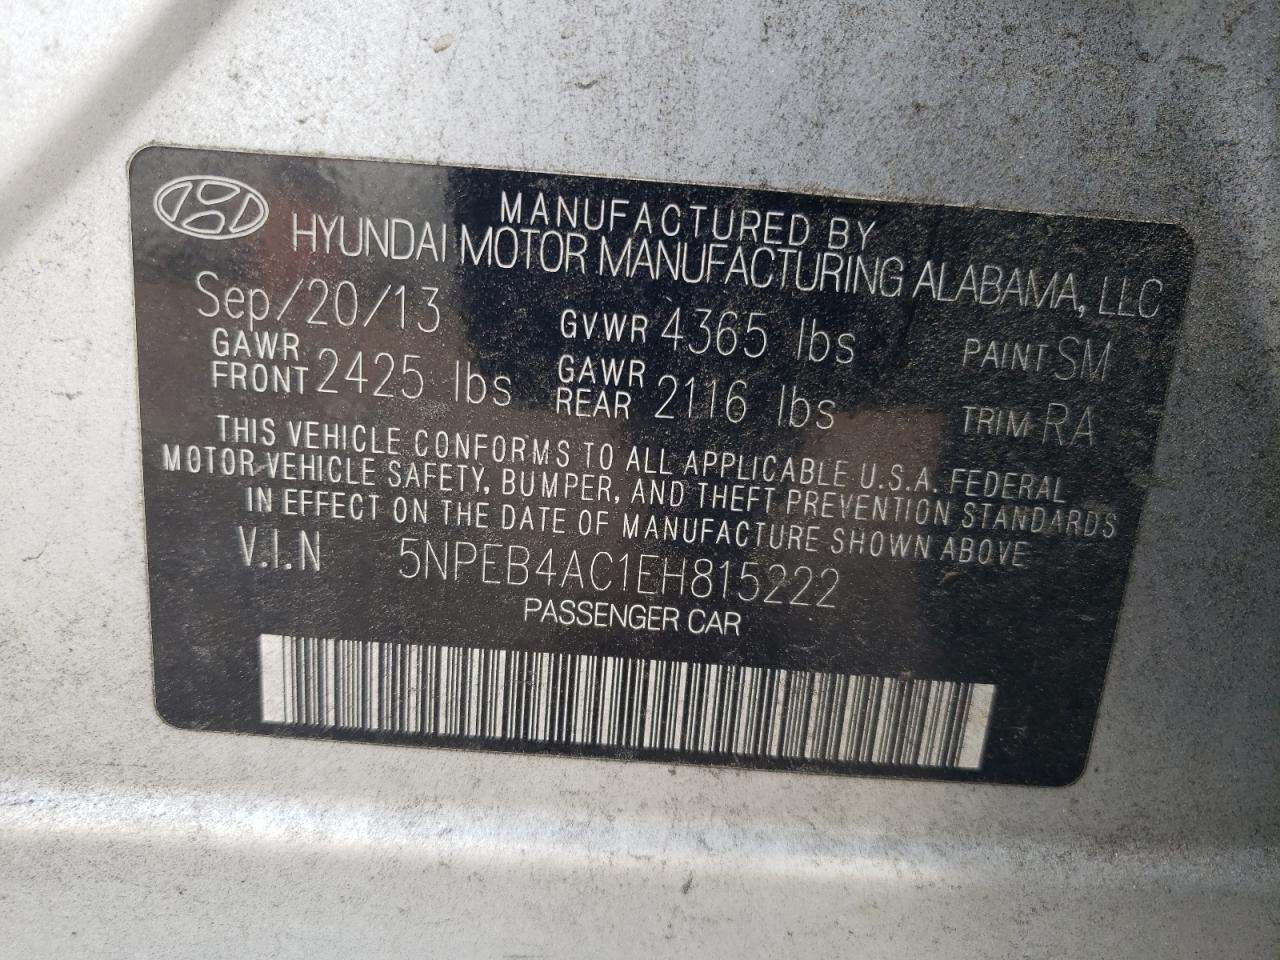 MANUFACTURED BY
HYUNDAI MOTOR MANUFACTURING ALABAMA, LLC
Sep/20/13 GVWR 4365 lbs PAINT SM
GAWR FRONT 2425 lbs GAWR REAR 2116 lbs TRIM RA
THIS VEHICLE CONFORMS TO ALL APPLICABLE U.S.A. FEDERAL
MOTOR VEHICLE SAFETY, BUMPER, AND THEFT PREVENTION STANDARDS
IN EFFECT ON THE DATE OF MANUFACTURE SHOWN ABOVE
V.I.N 5NPEB4AC1EH815222
PASSENGER CAR